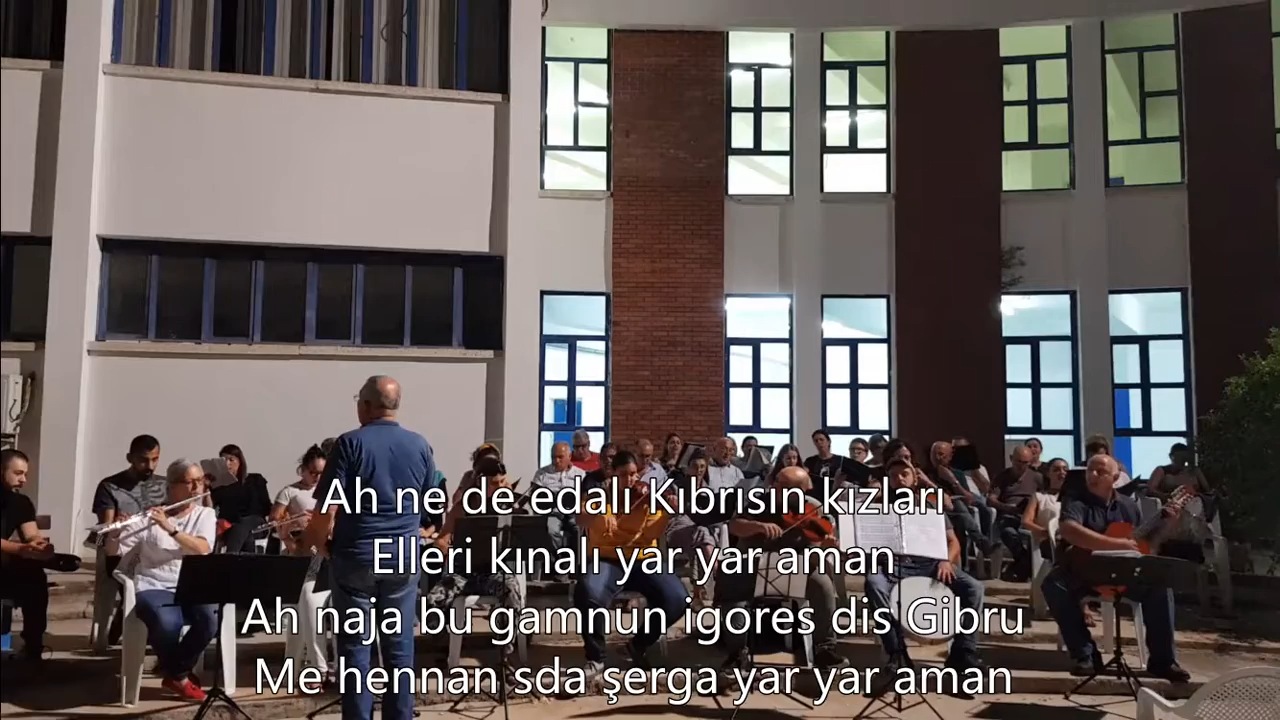 Ah ne de edalı Kıbrısın kızları
Elleri kınalı yar yar aman
Ah naja bu gamnun igores dis Gibru
Me hennan sda şerga yar yar aman